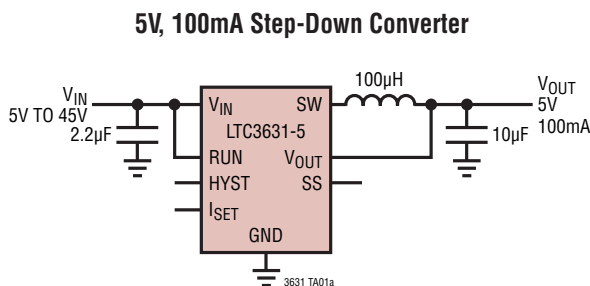 5V, 100mA Step-Down Converter
100µH
VIN
5V TO 45V
2.2µF
VIN
SW
LTC3631-5
RUN
VOUT
HYST
SS
ISET
GND
VOUT
5V
100mA
10µF
3631 TA01a